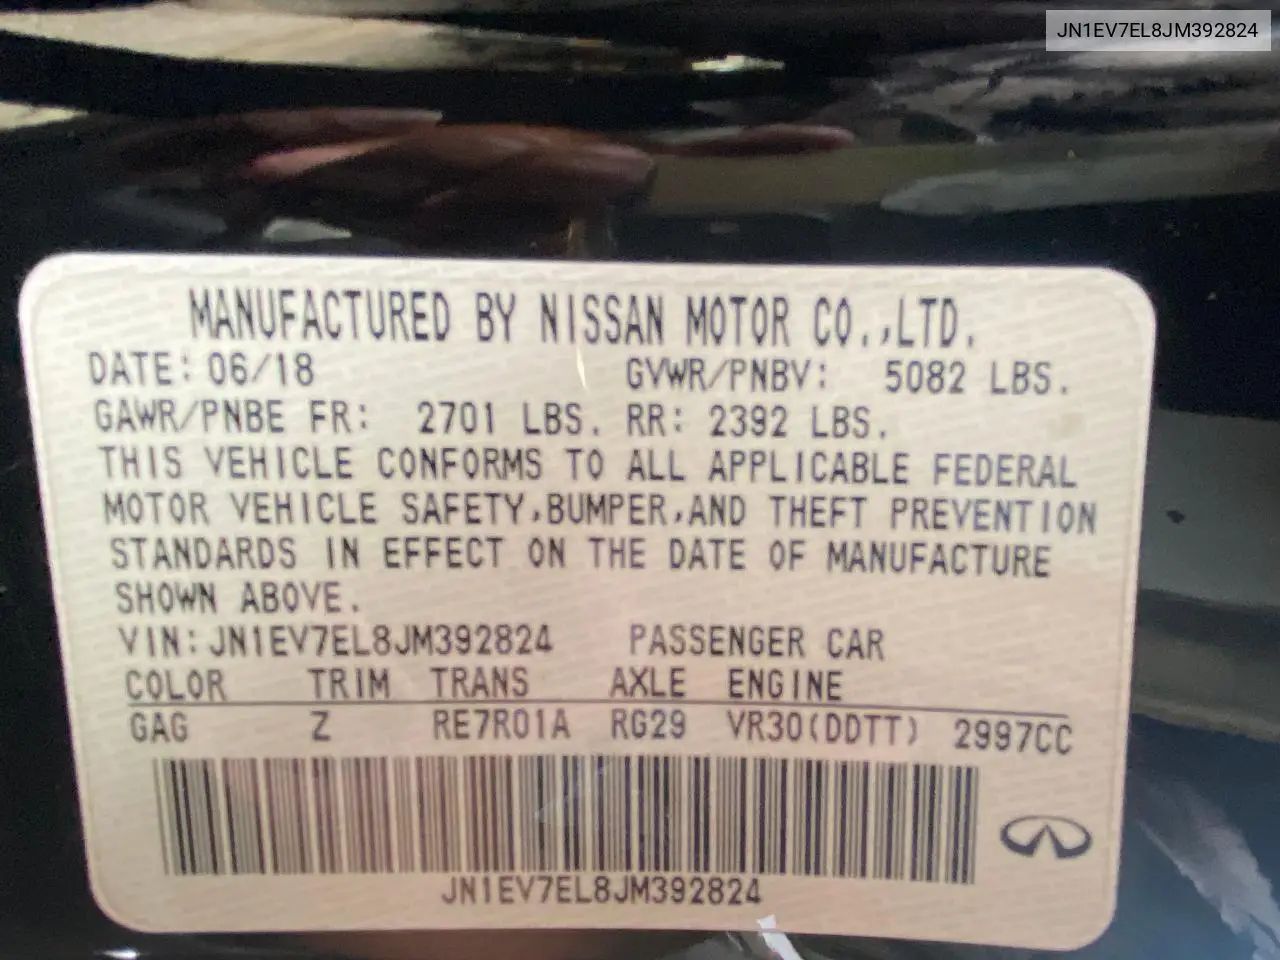 JN1EV7EL8JM392824
MANUFACTURED BY NISSAN MOTOR CO.,LTD.
DATE: 06/18 GVWR/PNBV: 5082 LBS.
GAWR/PNBE FR: 2701 LBS. RR: 2392 LBS.
THIS VEHICLE CONFORMS TO ALL APPLICABLE FEDERAL
MOTOR VEHICLE SAFETY,BUMPER,AND THEFT PREVENTION
STANDARDS IN EFFECT ON THE DATE OF MANUFACTURE
SHOWN ABOVE.
VIN:JN1EV7EL8JM392824 PASSENGER CAR
COLOR TRIM TRANS AXLE ENGINE
GAG Z RE7R01A RG29 VR30(DDTT) 2997CC
JN1EV7EL8JM392824